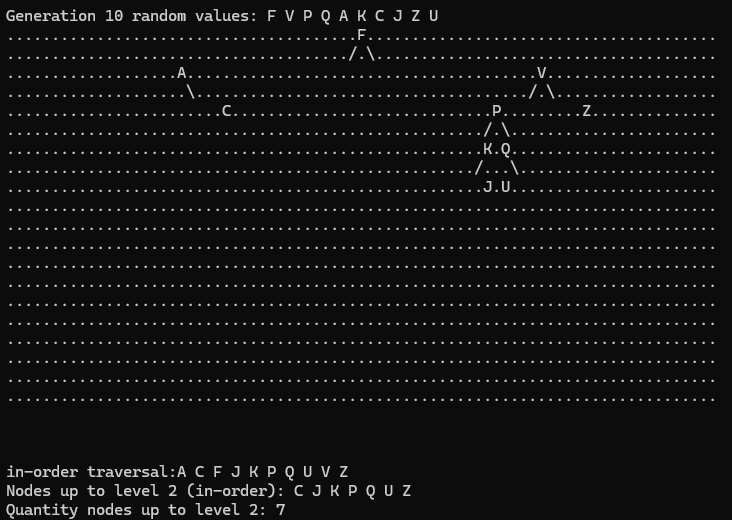 Generation 10 random values: F V P Q A K C J Z U
F
/.\
A V
\ /.\
C P Z
/ \
K Q
/ \
J U
in-order traversal:A C F J K P Q U V Z
Nodes up to level 2 (in-order): C J K P Q U Z
Quantity nodes up to level 2: 7